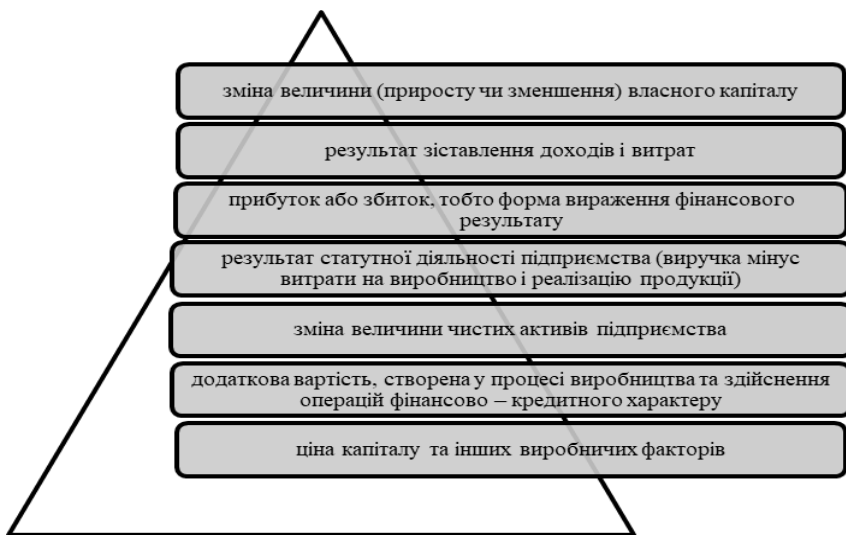 зміна величини (приросту чи зменшення) власного капіталу
результат зіставлення доходів і витрат
прибуток або збиток, тобто форма вираження фінансового
результату
результат статутної діяльності підприємства (виручка мінус
витрати на виробництво і реалізацію продукції)
зміна величини чистих активів підприємства
додаткова вартість, створена у процесі виробництва та здійснення
операцій фінансово – кредитного характеру
ціна капіталу та інших виробничих факторів